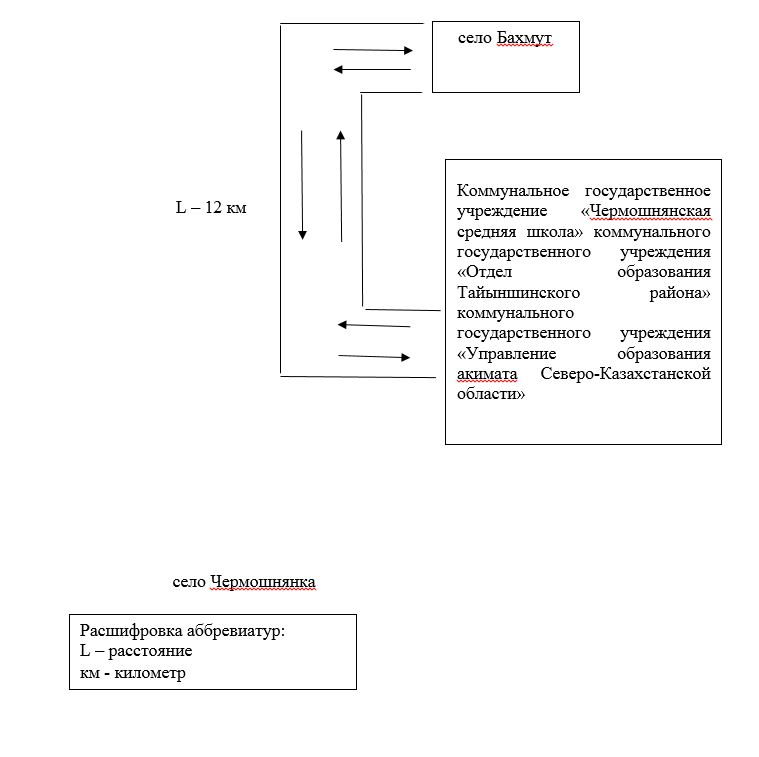 село Бахмут
L – 12 км
Коммунальное государственное
учреждение «Чермошнянская
средняя школа» коммунального
государственного учреждения
«Отдел образования
Тайыншинского района»
коммунального
государственного учреждения
«Управление образования
акимата Северо-Казахстанской
области»
село Чермошнянка
Расшифровка аббревиатур:
L – расстояние
км - километр